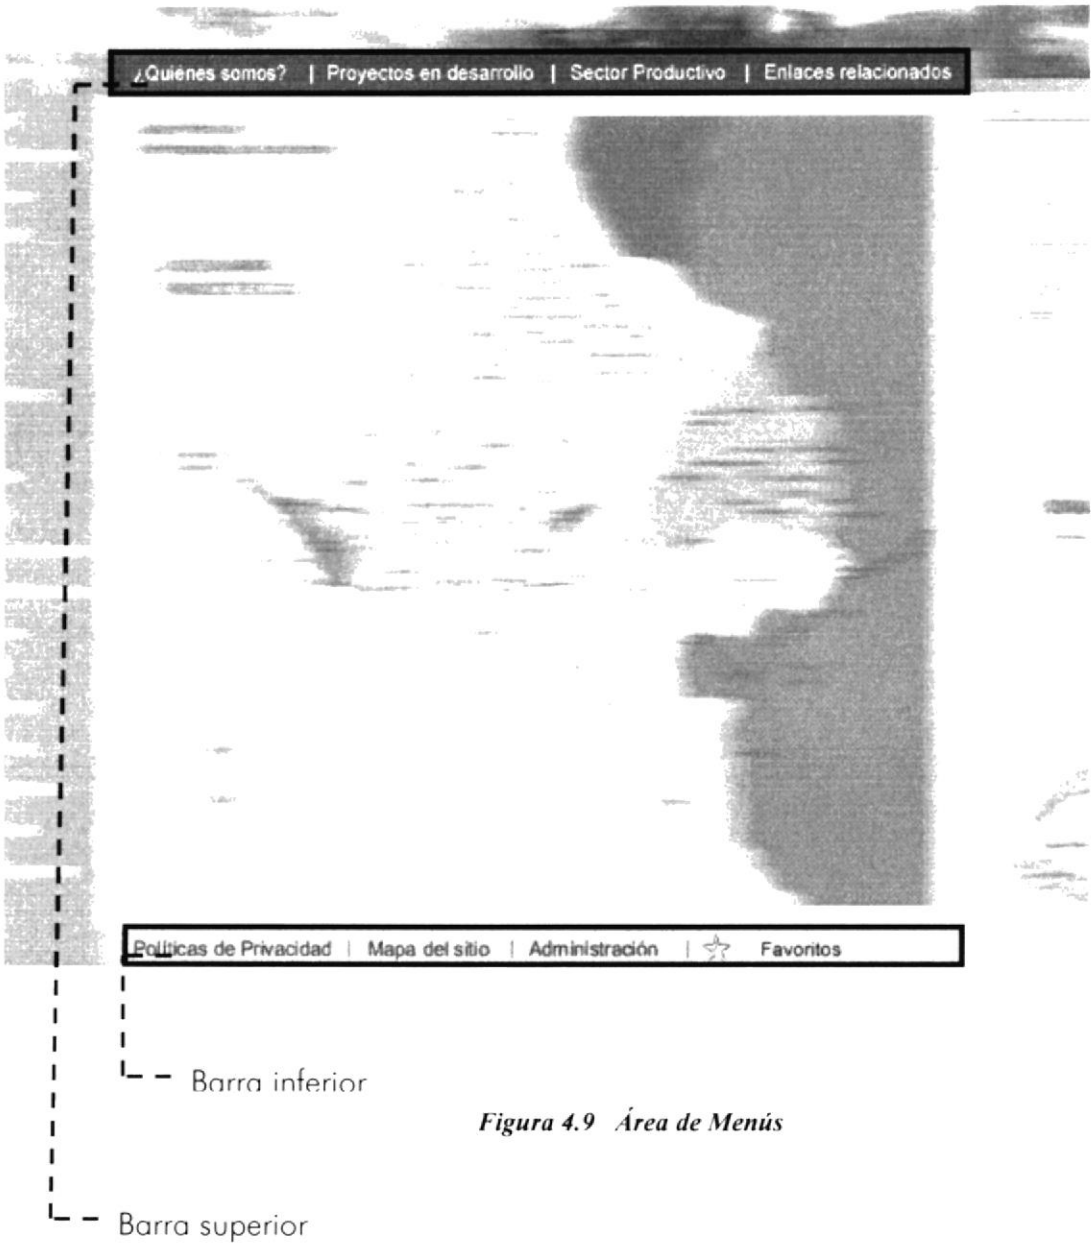 ¿Quiénes somos? | Proyectos en desarrollo | Sector Productivo | Enlaces relacionados
Políticas de Privacidad | Mapa del sitio | Administración | Favoritos
Barra inferior
Figura 4.9 Área de Menús
Barra superior